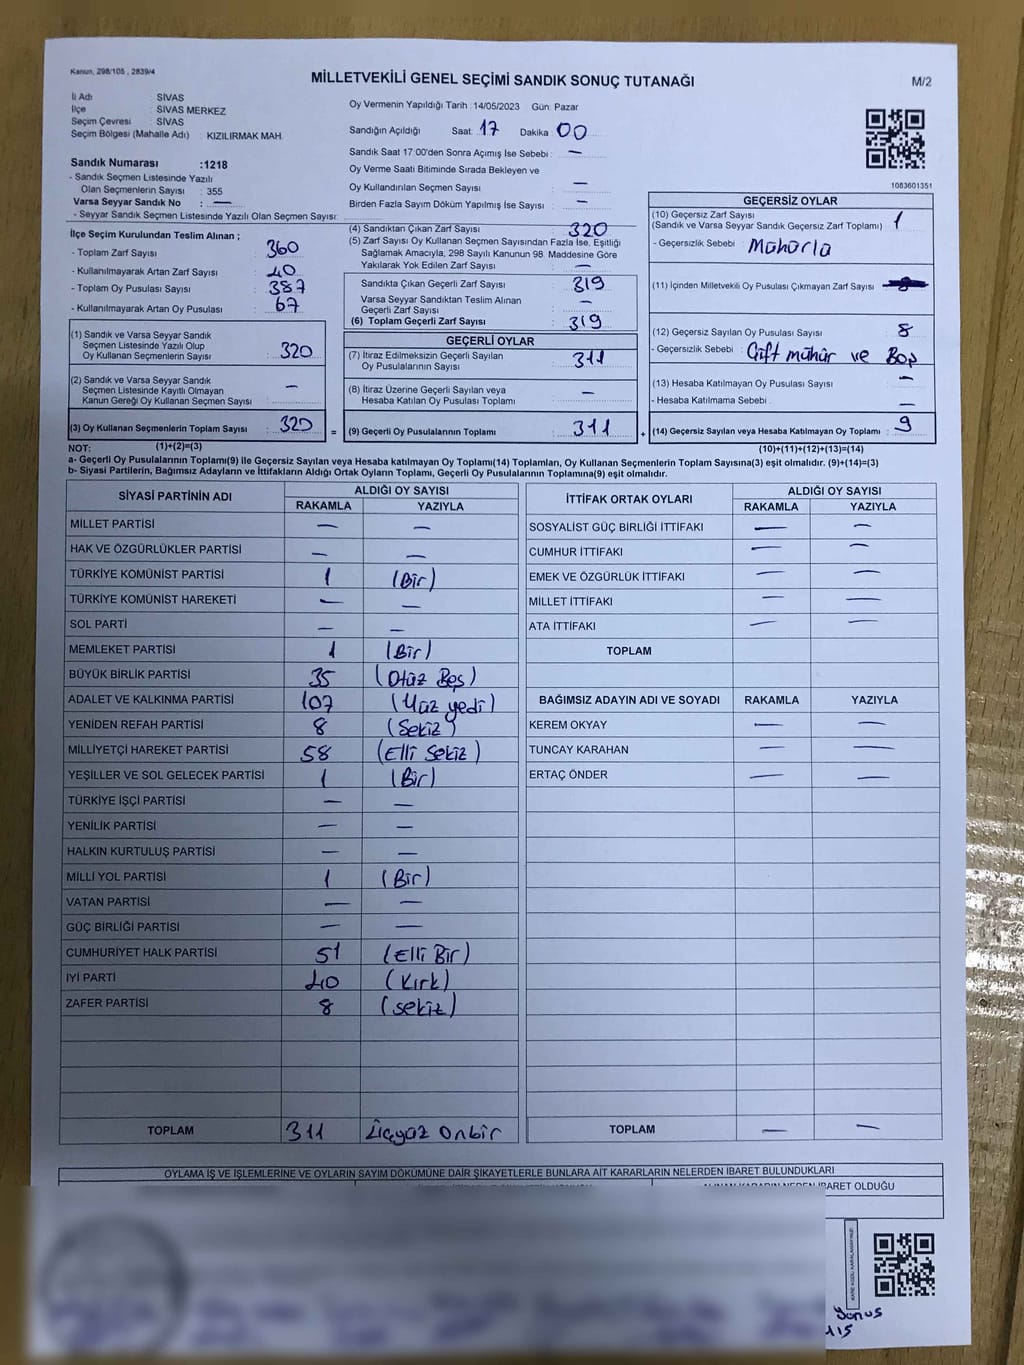 Kanun, 298/105 , 2839/4
MİLLETVEKİLİ GENEL SEÇİMİ SANDIK SONUÇ TUTANAĞI
M/2
İl Adı : SİVAS
İlçe : SİVAS MERKEZ
Seçim Çevresi : SİVAS
Seçim Bölgesi (Mahalle Adı) : KIZILIRMAK MAH.
Sandık Numarası :1218
- Sandık Seçmen Listesinde Yazılı
Olan Seçmenlerin Sayısı : 355
Varsa Seyyar Sandık No : —
- Seyyar Sandık Seçmen Listesinde Yazılı Olan Seçmen Sayısı:
Oy Vermenin Yapıldığı Tarih :14/05/2023 Gün: Pazar
Sandığın Açıldığı Saat: 17 Dakika: 00
Sandık Saat 17:00'den Sonra Açımış İse Sebebi : —
Oy Verme Saati Bitiminde Sırada Bekleyen ve
Oy Kullandırılan Seçmen Sayısı : —
Birden Fazla Sayım Döküm Yapılmış İse Sayısı : —
1083601351
İlçe Seçim Kurulundan Teslim Alınan ;
- Toplam Zarf Sayısı : 360
- Kullanılmayarak Artan Zarf Sayısı : 40
- Toplam Oy Pusulası Sayısı : 387
- Kullanılmayarak Artan Oy Pusulası : 67
(1) Sandık ve Varsa Seyyar Sandık
Seçmen Listesinde Yazılı Olup
Oy Kullanan Seçmenlerin Sayısı : 320
(2) Sandık ve Varsa Seyyar Sandık
Seçmen Listesinde Kayıtlı Olmayan
Kanun Gereği Oy Kullanan Seçmen Sayısı : —
(3) Oy Kullanan Seçmenlerin Toplam Sayısı : 320
(4) Sandıktan Çıkan Zarf Sayısı : 320
(5) Zarf Sayısı Oy Kullanan Seçmen Sayısından Fazla İse, Eşitliği
Sağlamak Amacıyla, 298 Sayılı Kanunun 98. Maddesine Göre
Yakılarak Yok Edilen Zarf Sayısı : —
Sandıkta Çıkan Geçerli Zarf Sayısı : 319
Varsa Seyyar Sandıktan Teslim Alınan
Geçerli Zarf Sayısı : —
(6) Toplam Geçerli Zarf Sayısı : 319
GEÇERLİ OYLAR
(7) İtiraz Edilmeksizin Geçerli Sayılan
Oy Pusulalarının Sayısı : 311
(8) İtiraz Üzerine Geçerli Sayılan veya
Hesaba Katılan Oy Pusulası Toplamı : —
= (9) Geçerli Oy Pusulalarının Toplamı : 311
GEÇERSİZ OYLAR
(10) Geçersiz Zarf Sayısı
(Sandık ve Varsa Seyyar Sandık Geçersiz Zarf Toplamı) : 1
- Geçersizlik Sebebi : Mühürlü
(11) İçinden Milletvekili Oy Pusulası Çıkmayan Zarf Sayısı :
(12) Geçersiz Sayılan Oy Pusulası Sayısı : 8
- Geçersizlik Sebebi : Çift mühür ve Boş
(13) Hesaba Katılmayan Oy Pusulası Sayısı : —
- Hesaba Katılmama Sebebi : —
+ (14) Geçersiz Sayılan veya Hesaba Katılmayan Oy Toplamı : 9
NOT: (1)+(2)=(3) (10)+(11)+(12)+(13)=(14)
a- Geçerli Oy Pusulalarının Toplamı(9) ile Geçersiz Sayılan veya Hesaba katılmayan Oy Toplamı(14) Toplamları, Oy Kullanan Seçmenlerin Toplam Sayısına(3) eşit olmalıdır. (9)+(14)=(3)
b- Siyasi Partilerin, Bağımsız Adayların ve İttifakların Aldığı Ortak Oyların Toplamı, Geçerli Oy Pusulalarının Toplamına(9) eşit olmalıdır.
SİYASİ PARTİNİN ADI ALDIĞI OY SAYISI
RAKAMLA YAZIYLA
MİLLET PARTİSİ — —
HAK VE ÖZGÜRLÜKLER PARTİSİ — —
TÜRKİYE KOMÜNİST PARTİSİ 1 (Bir)
TÜRKİYE KOMÜNİST HAREKETİ — —
SOL PARTİ — —
MEMLEKET PARTİSİ 1 (Bir)
BÜYÜK BİRLİK PARTİSİ 35 (Otuz Beş)
ADALET VE KALKINMA PARTİSİ 107 (Yüz yedi)
YENİDEN REFAH PARTİSİ 8 (Sekiz)
MİLLİYETÇİ HAREKET PARTİSİ 58 (Elli Sekiz)
YEŞİLLER VE SOL GELECEK PARTİSİ 1 (Bir)
TÜRKİYE İŞÇİ PARTİSİ — —
YENİLİK PARTİSİ — —
HALKIN KURTULUŞ PARTİSİ — —
MİLLİ YOL PARTİSİ 1 (Bir)
VATAN PARTİSİ — —
GÜÇ BİRLİĞİ PARTİSİ — —
CUMHURİYET HALK PARTİSİ 51 (Elli Bir)
İYİ PARTİ 40 (Kırk)
ZAFER PARTİSİ 8 (sekiz)
TOPLAM 311 Üçyüz Onbir
İTTİFAK ORTAK OYLARI ALDIĞI OY SAYISI
RAKAMLA YAZIYLA
SOSYALİST GÜÇ BİRLİĞİ İTTİFAKI — —
CUMHUR İTTİFAKI — —
EMEK VE ÖZGÜRLÜK İTTİFAKI — —
MİLLET İTTİFAKI — —
ATA İTTİFAKI — —
TOPLAM
BAĞIMSIZ ADAYIN ADI VE SOYADI RAKAMLA YAZIYLA
KEREM OKYAY — —
TUNCAY KARAHAN — —
ERTAÇ ÖNDER — —
TOPLAM — —
OYLAMA İŞ VE İŞLEMLERİNE VE OYLARIN SAYIM DÖKÜMÜNE DAİR ŞİKAYETLERLE BUNLARA AİT KARARLARIN NELERDEN İBARET BULUNDUKLARI
ALINAN KARARIN NEDEN İBARET OLDUĞU
KARE KODU KARALAMAYINIZ!
Yunus